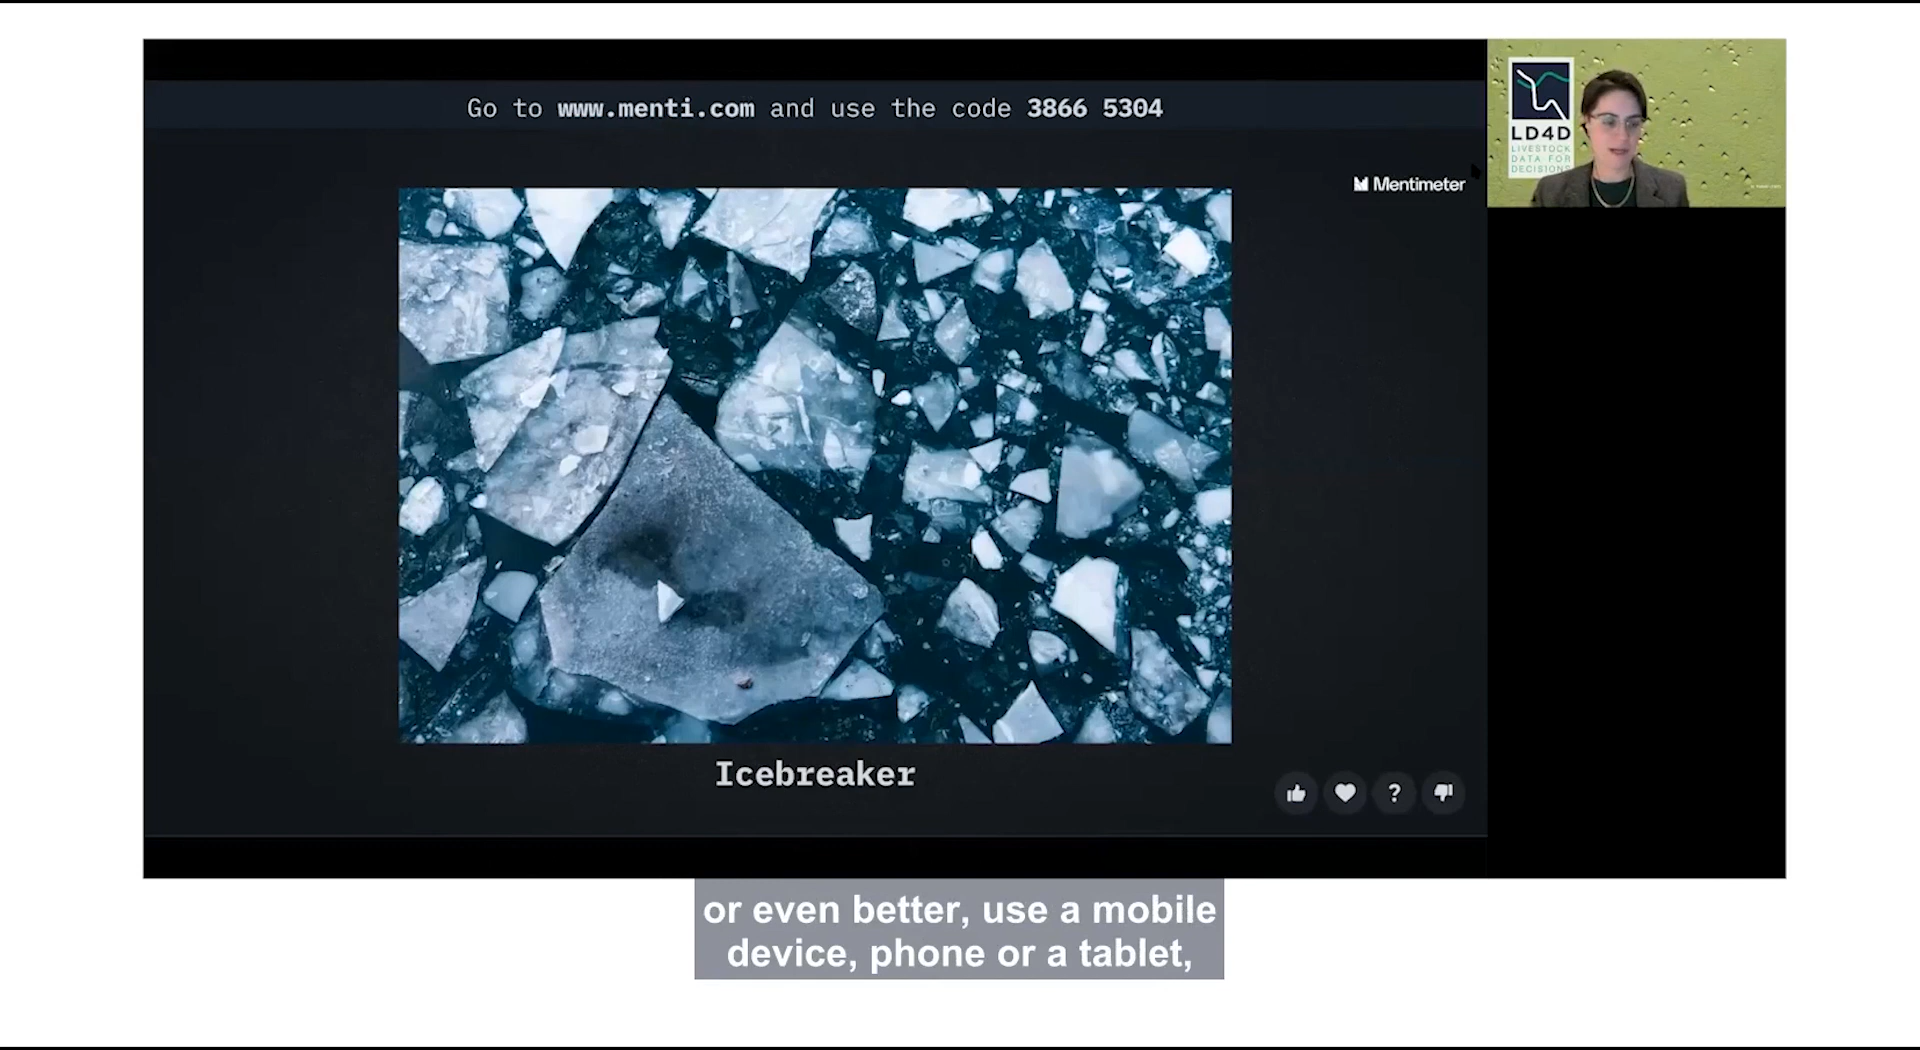 Go to www.menti.com and use the code 3866 5304
Mentimeter
LD4D
LIVESTOCK
DATA FOR
DECISIONS
Icebreaker
?
or even better, use a mobile
device, phone or a tablet,